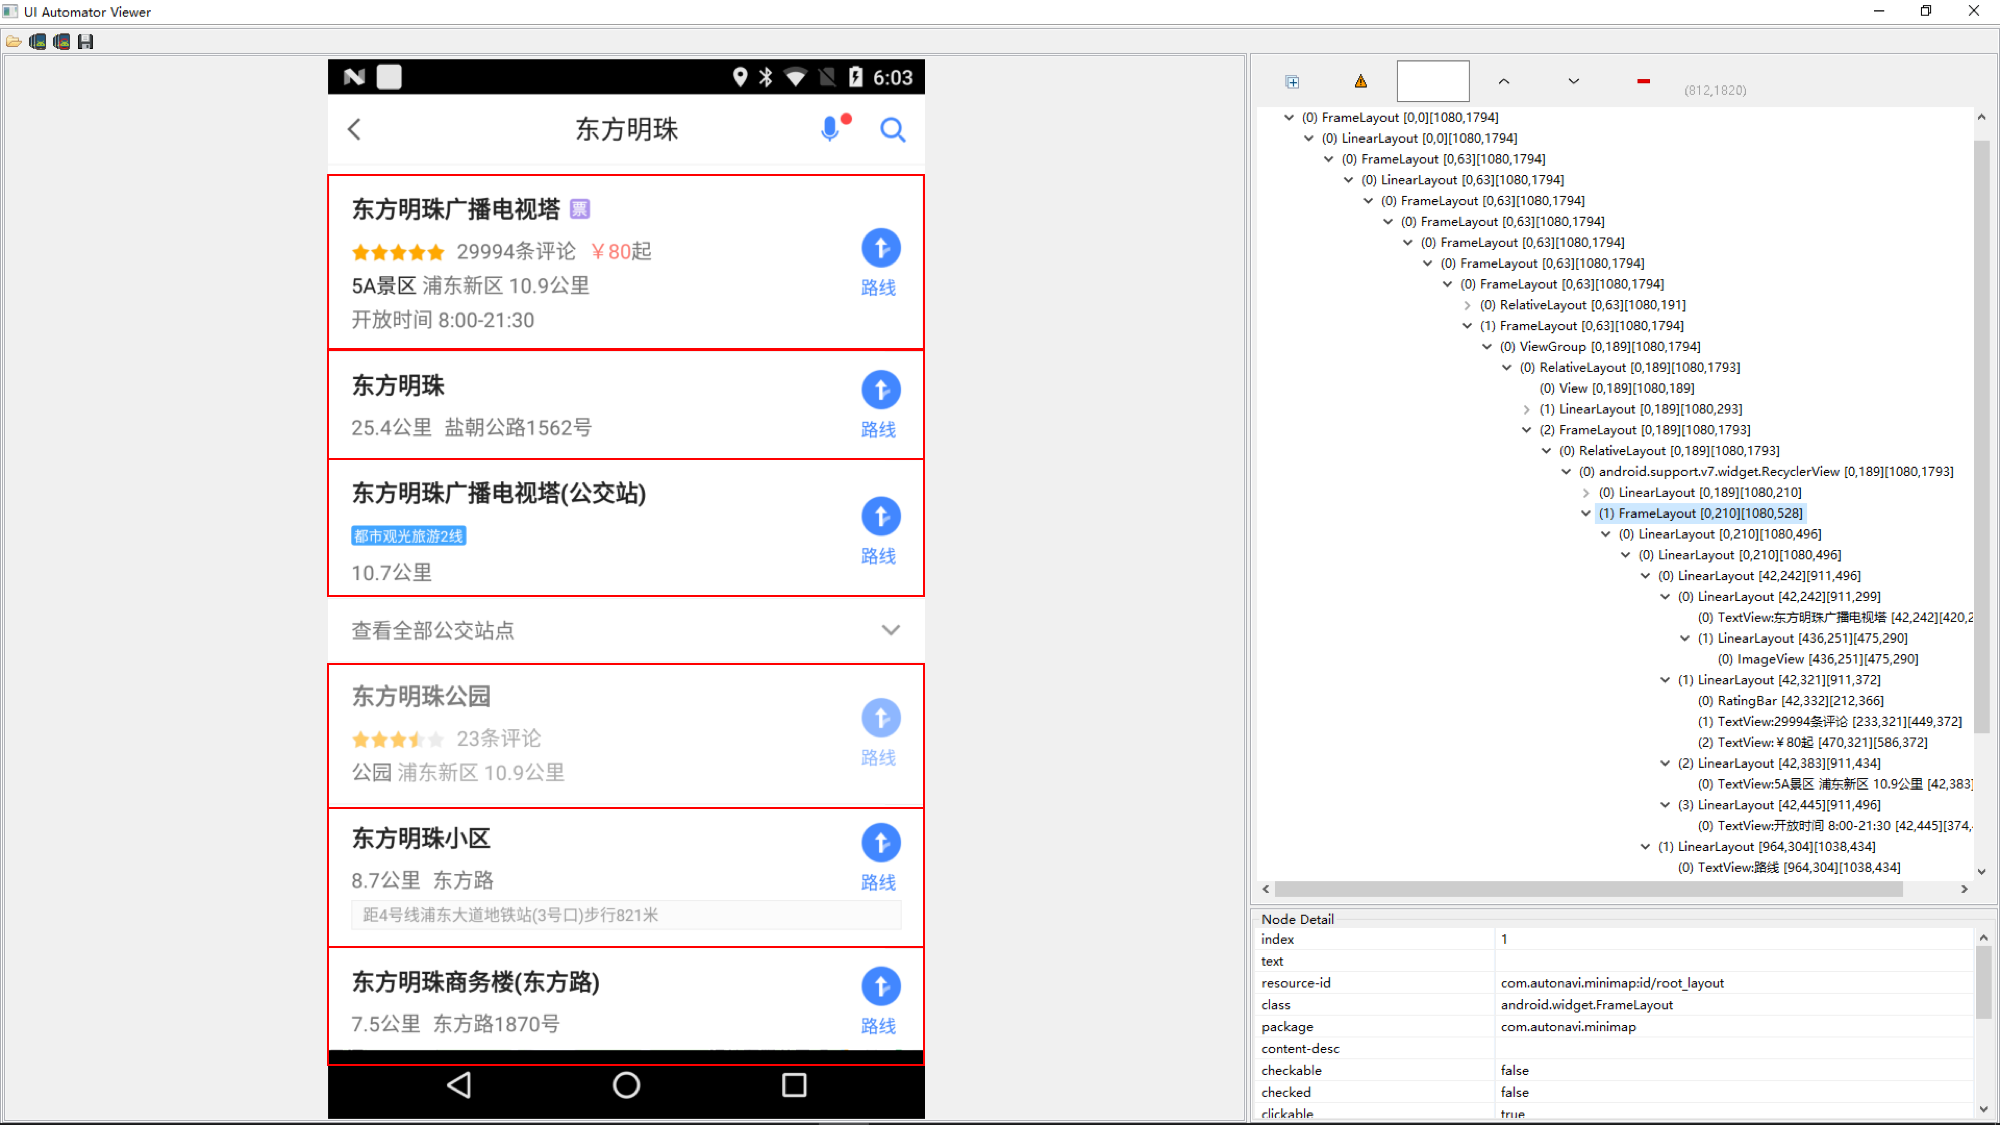 UI Automator Viewer
6:03
东方明珠
东方明珠广播电视塔 票
29994条评论 ￥80起
5A景区 浦东新区 10.9公里
开放时间 8:00-21:30
路线
东方明珠
25.4公里 盐朝公路1562号
路线
东方明珠广播电视塔(公交站)
都市观光旅游2线
10.7公里
路线
查看全部公交站点
东方明珠公园
23条评论
公园 浦东新区 10.9公里
路线
东方明珠小区
8.7公里 东方路
距4号线浦东大道地铁站(3号口)步行821米
路线
东方明珠商务楼(东方路)
7.5公里 东方路1870号
路线
(812,1820)
(0) FrameLayout [0,0][1080,1794]
(0) LinearLayout [0,0][1080,1794]
(0) FrameLayout [0,63][1080,1794]
(0) LinearLayout [0,63][1080,1794]
(0) FrameLayout [0,63][1080,1794]
(0) FrameLayout [0,63][1080,1794]
(0) FrameLayout [0,63][1080,1794]
(0) FrameLayout [0,63][1080,1794]
(0) FrameLayout [0,63][1080,1794]
(0) RelativeLayout [0,63][1080,191]
(1) FrameLayout [0,63][1080,1794]
(0) ViewGroup [0,189][1080,1794]
(0) RelativeLayout [0,189][1080,1793]
(0) View [0,189][1080,189]
(1) LinearLayout [0,189][1080,293]
(2) FrameLayout [0,189][1080,1793]
(0) RelativeLayout [0,189][1080,1793]
(0) android.support.v7.widget.RecyclerView [0,189][1080,1793]
(0) LinearLayout [0,189][1080,210]
(1) FrameLayout [0,210][1080,528]
(0) LinearLayout [0,210][1080,496]
(0) LinearLayout [0,210][1080,496]
(0) LinearLayout [42,242][911,496]
(0) LinearLayout [42,242][911,299]
(0) TextView:东方明珠广播电视塔 [42,242][420,2
(1) LinearLayout [436,251][475,290]
(0) ImageView [436,251][475,290]
(1) LinearLayout [42,321][911,372]
(0) RatingBar [42,332][212,366]
(1) TextView:29994条评论 [233,321][449,372]
(2) TextView:￥80起 [470,321][586,372]
(2) LinearLayout [42,383][911,434]
(0) TextView:5A景区 浦东新区 10.9公里 [42,383]
(3) LinearLayout [42,445][911,496]
(0) TextView:开放时间 8:00-21:30 [42,445][374,
(1) LinearLayout [964,304][1038,434]
(0) TextView:路线 [964,304][1038,434]
Node Detail
index 1
text
resource-id com.autonavi.minimap:id/root_layout
class android.widget.FrameLayout
package com.autonavi.minimap
content-desc
checkable false
checked false
clickable true